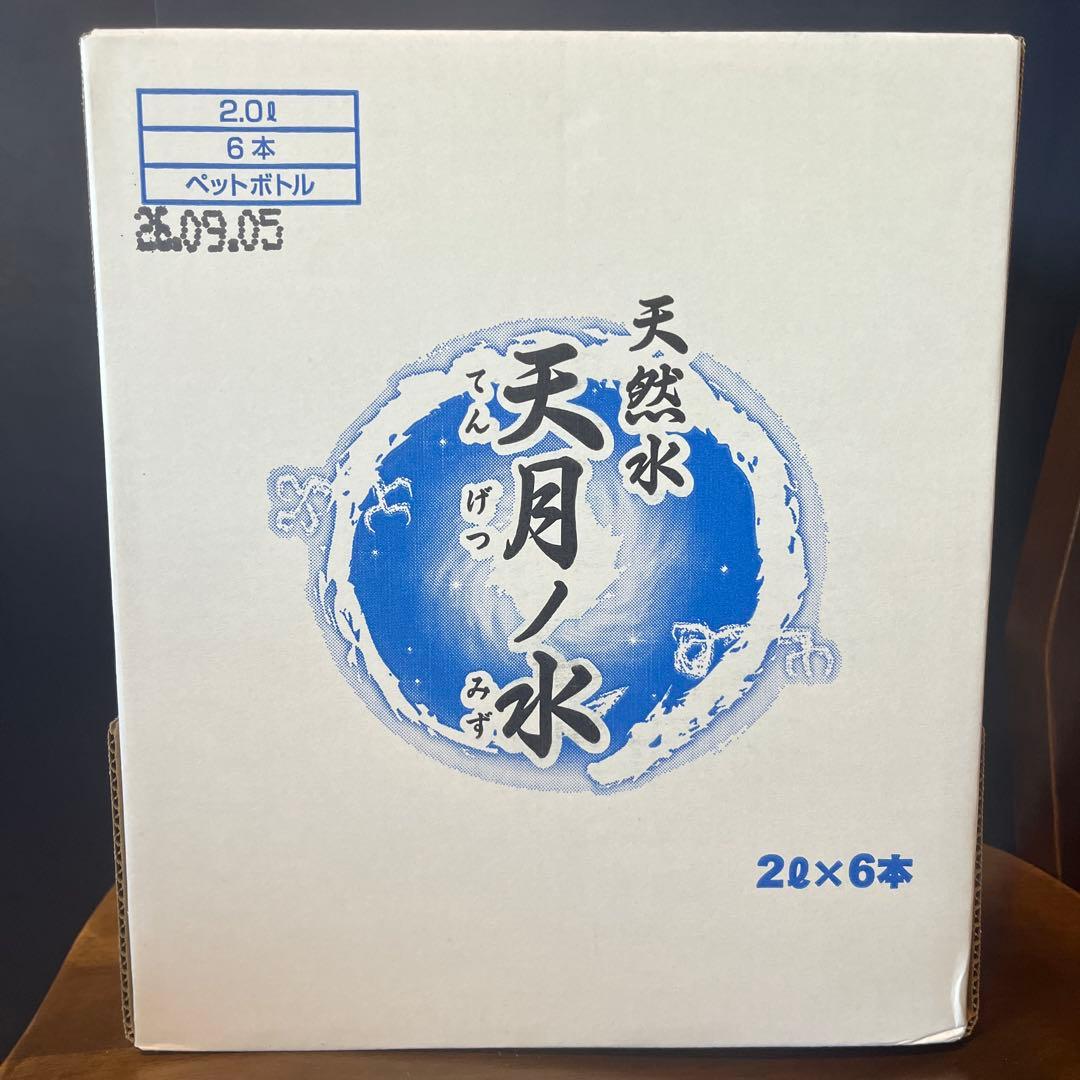 2.0ℓ
6本
ペットボトル
26.09.05
天然水
天月ノ水
てんげつみず
2ℓ×6本